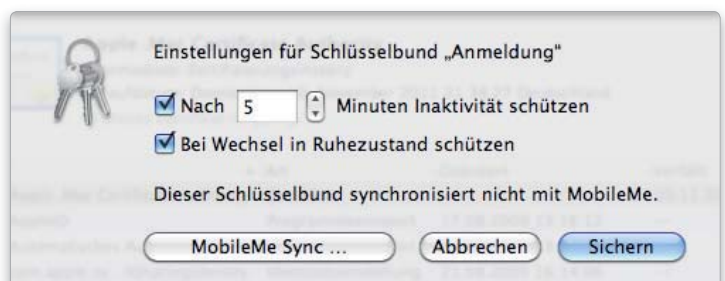 Einstellungen für Schlüsselbund „Anmeldung“
Nach 5 Minuten Inaktivität schützen
Bei Wechsel in Ruhezustand schützen
Dieser Schlüsselbund synchronisiert nicht mit MobileMe.
MobileMe Sync ... Abbrechen Sichern